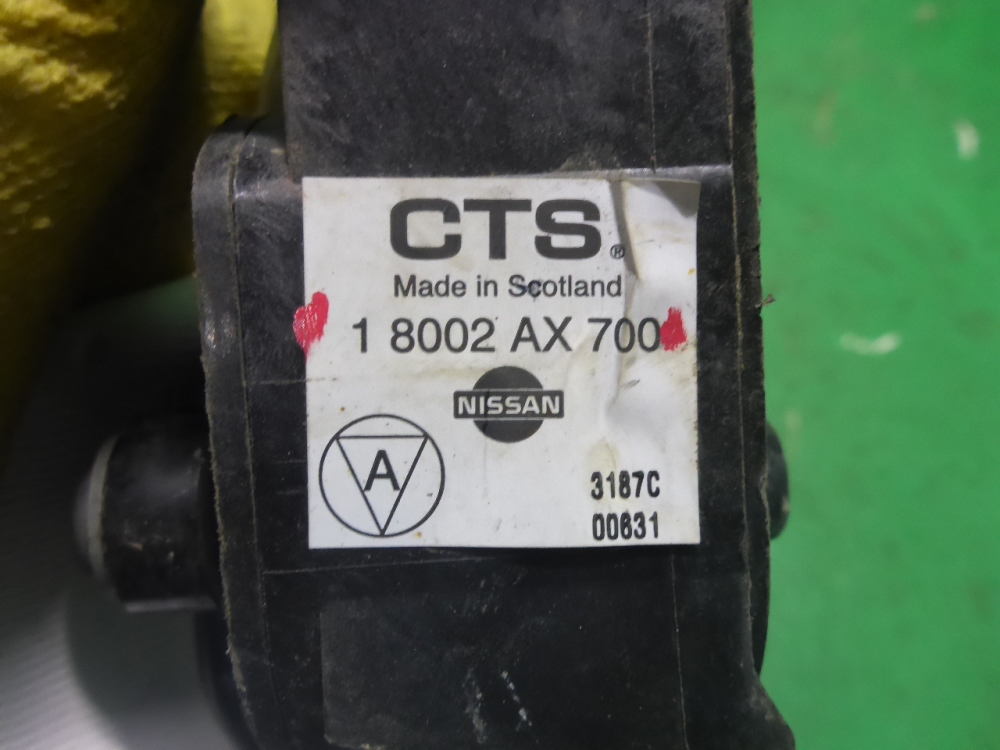 CTS®
Made in Scotland
1 8002 AX 700
NISSAN
A
3187C
00631